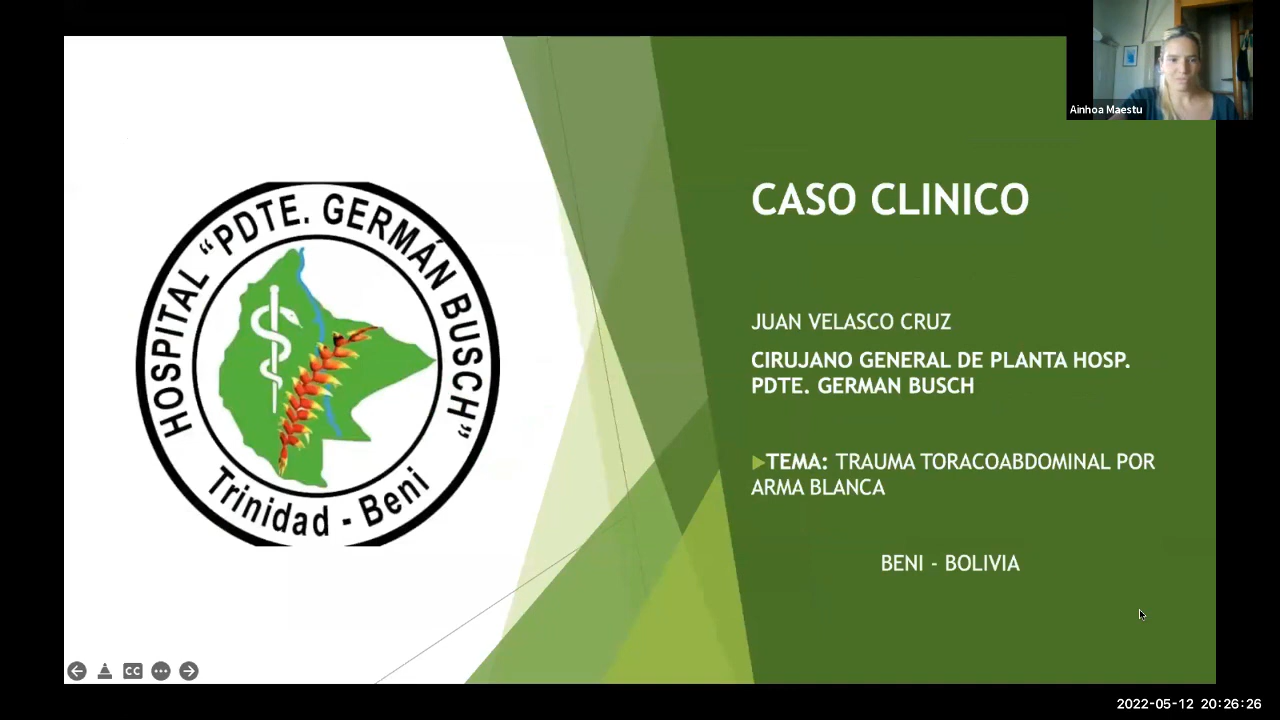 Ainhoa Maestu
HOSPITAL “PDTE. GERMÁN BUSCH”
Trinidad - Beni
CASO CLINICO
JUAN VELASCO CRUZ
CIRUJANO GENERAL DE PLANTA HOSP.
PDTE. GERMAN BUSCH
TEMA: TRAUMA TORACOABDOMINAL POR
ARMA BLANCA
BENI - BOLIVIA
CC
2022-05-12 20:26:26